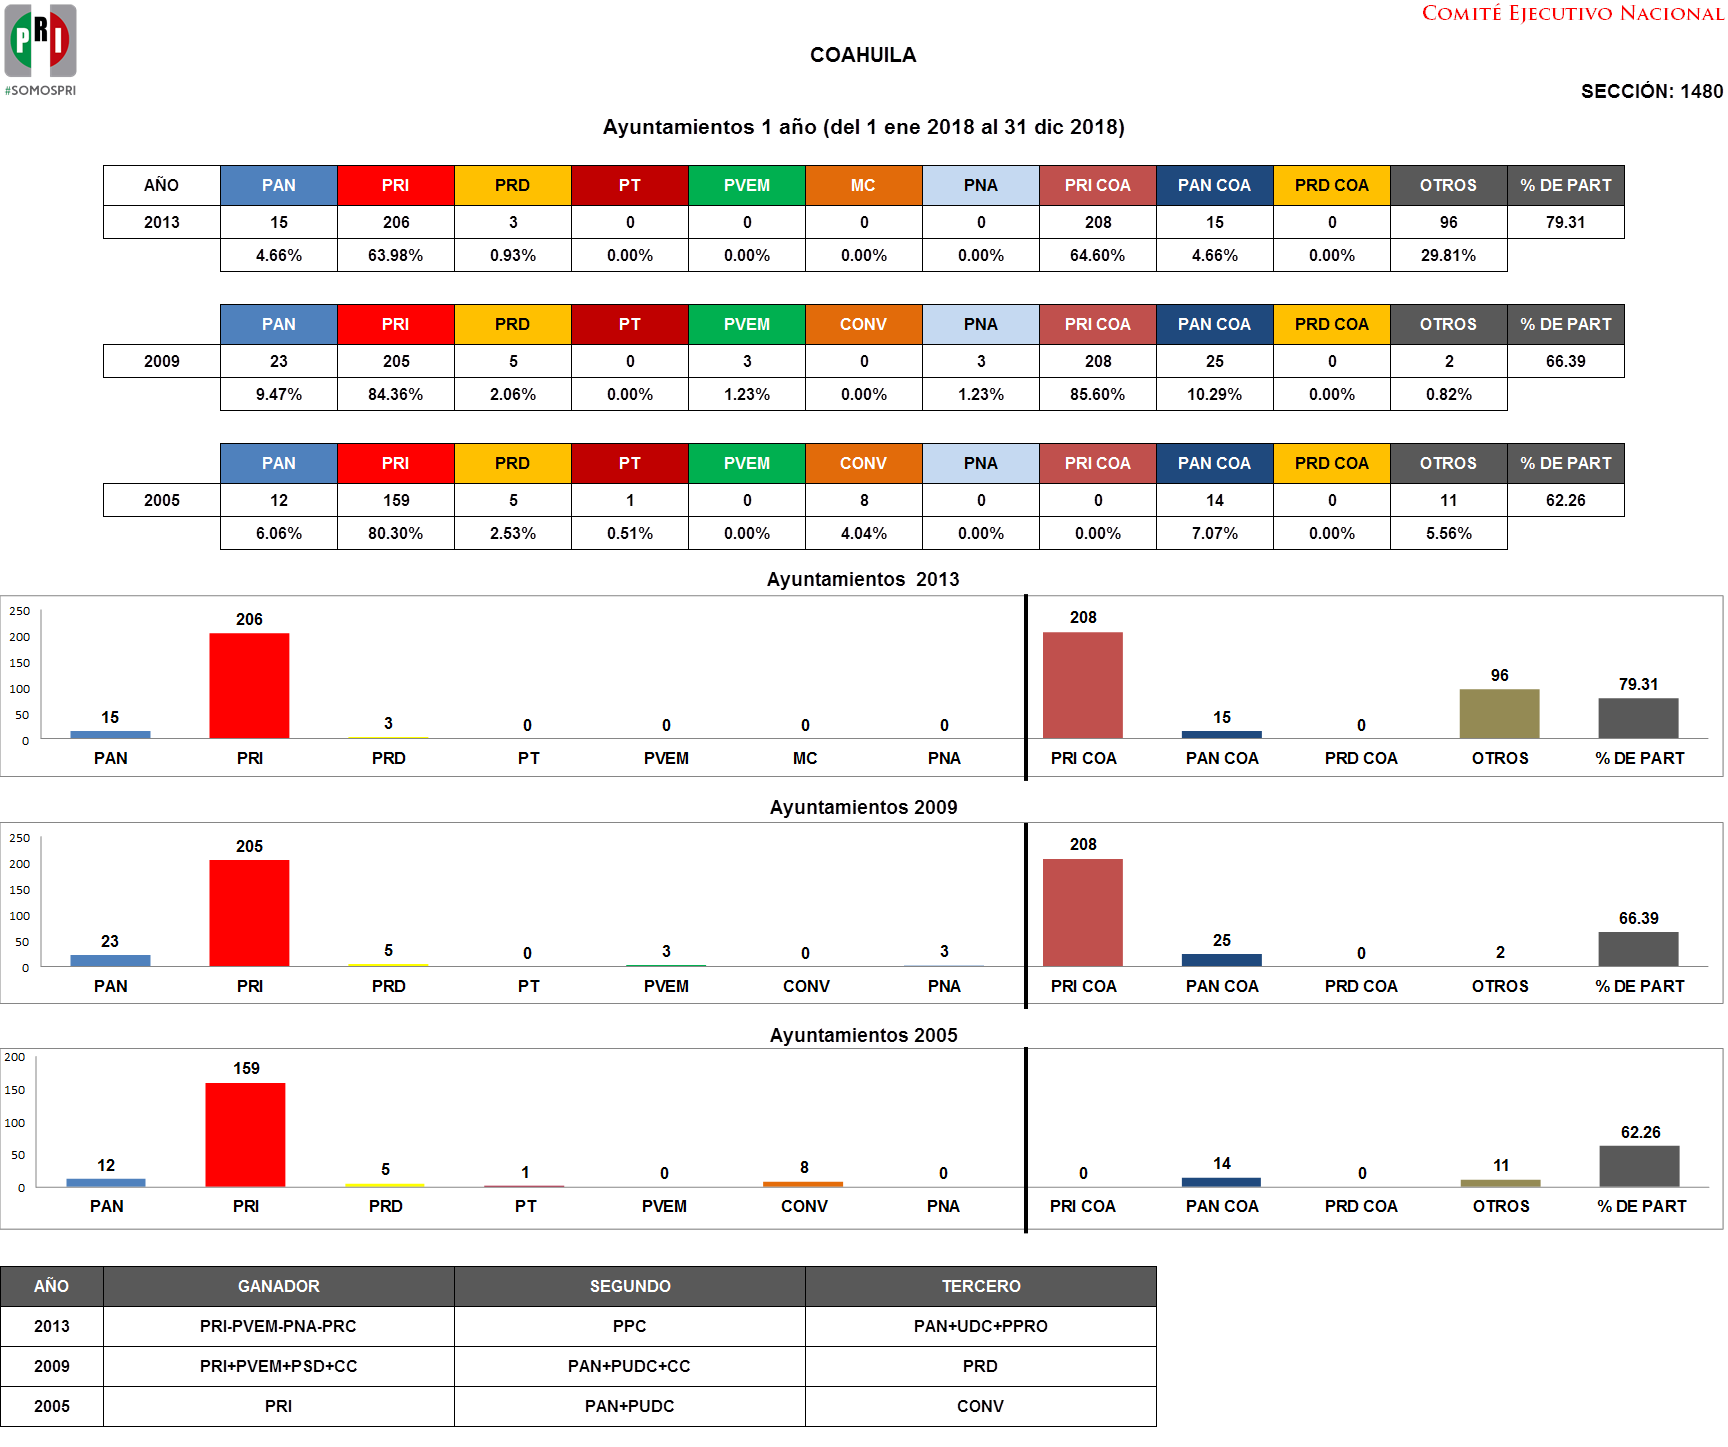 COMITÉ EJECUTIVO NACIONAL
PRI
#SOMOSPRI
COAHUILA
SECCIÓN: 1480
Ayuntamientos 1 año (del 1 ene 2018 al 31 dic 2018)
AÑO PAN PRI PRD PT PVEM MC PNA PRI COA PAN COA PRD COA OTROS % DE PART
2013 15 206 3 0 0 0 0 208 15 0 96 79.31
4.66% 63.98% 0.93% 0.00% 0.00% 0.00% 0.00% 64.60% 4.66% 0.00% 29.81%
PAN PRI PRD PT PVEM CONV PNA PRI COA PAN COA PRD COA OTROS % DE PART
2009 23 205 5 0 3 0 3 208 25 0 2 66.39
9.47% 84.36% 2.06% 0.00% 1.23% 0.00% 1.23% 85.60% 10.29% 0.00% 0.82%
PAN PRI PRD PT PVEM CONV PNA PRI COA PAN COA PRD COA OTROS % DE PART
2005 12 159 5 1 0 8 0 0 14 0 11 62.26
6.06% 80.30% 2.53% 0.51% 0.00% 4.04% 0.00% 0.00% 7.07% 0.00% 5.56%
Ayuntamientos 2013
250
200
150
100
50
0
15 206 3 0 0 0 0 208 15 0 96 79.31
PAN PRI PRD PT PVEM MC PNA PRI COA PAN COA PRD COA OTROS % DE PART
Ayuntamientos 2009
250
200
150
100
50
0
23 205 5 0 3 0 3 208 25 0 2 66.39
PAN PRI PRD PT PVEM CONV PNA PRI COA PAN COA PRD COA OTROS % DE PART
Ayuntamientos 2005
200
150
100
50
0
12 159 5 1 0 8 0 0 14 0 11 62.26
PAN PRI PRD PT PVEM CONV PNA PRI COA PAN COA PRD COA OTROS % DE PART
AÑO GANADOR SEGUNDO TERCERO
2013 PRI-PVEM-PNA-PRC PPC PAN+UDC+PPRO
2009 PRI+PVEM+PSD+CC PAN+PUDC+CC PRD
2005 PRI PAN+PUDC CONV